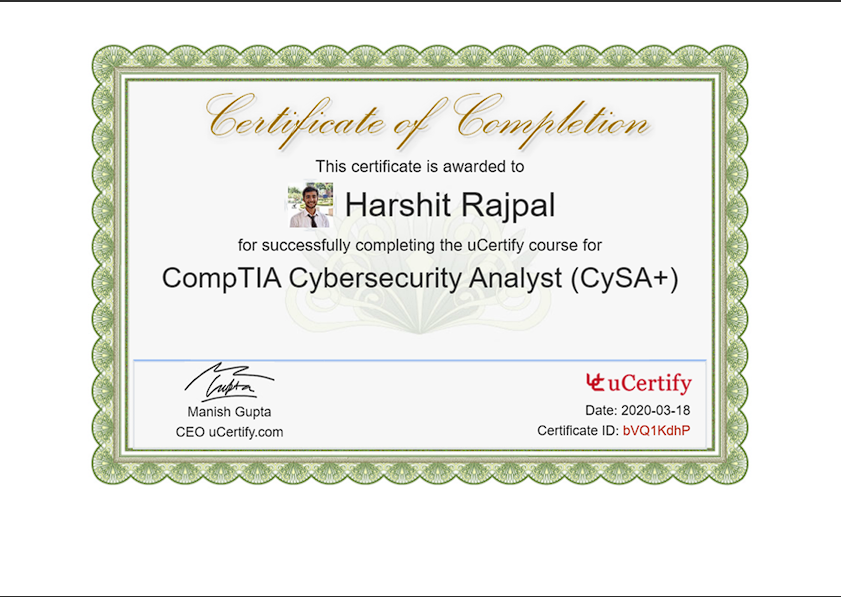 Certificate of Completion
This certificate is awarded to
Harshit Rajpal
for successfully completing the uCertify course for
CompTIA Cybersecurity Analyst (CySA+)
Gupta
Manish Gupta
CEO uCertify.com
uCertify
Date: 2020-03-18
Certificate ID: bVQ1KdhP